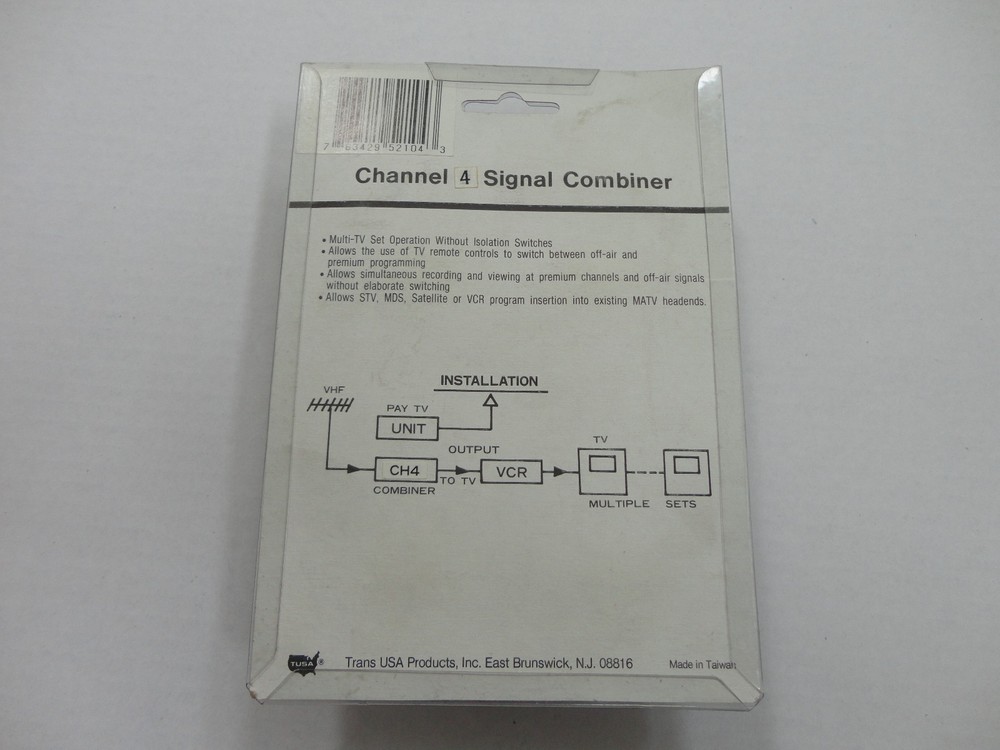 7 63429 52104 3
Channel 4 Signal Combiner
• Multi-TV Set Operation Without Isolation Switches
• Allows the use of TV remote controls to switch between off-air and
premium programming
• Allows simultaneous recording and viewing at premium channels and off-air signals
without elaborate switching
• Allows STV, MDS, Satellite or VCR program insertion into existing MATV headends.
INSTALLATION
VHF
PAY TV
UNIT
OUTPUT
TV
CH4
TO TV
VCR
COMBINER
MULTIPLE SETS
TUSA ®
Trans USA Products, Inc. East Brunswick, N.J. 08816
Made in Taiwan